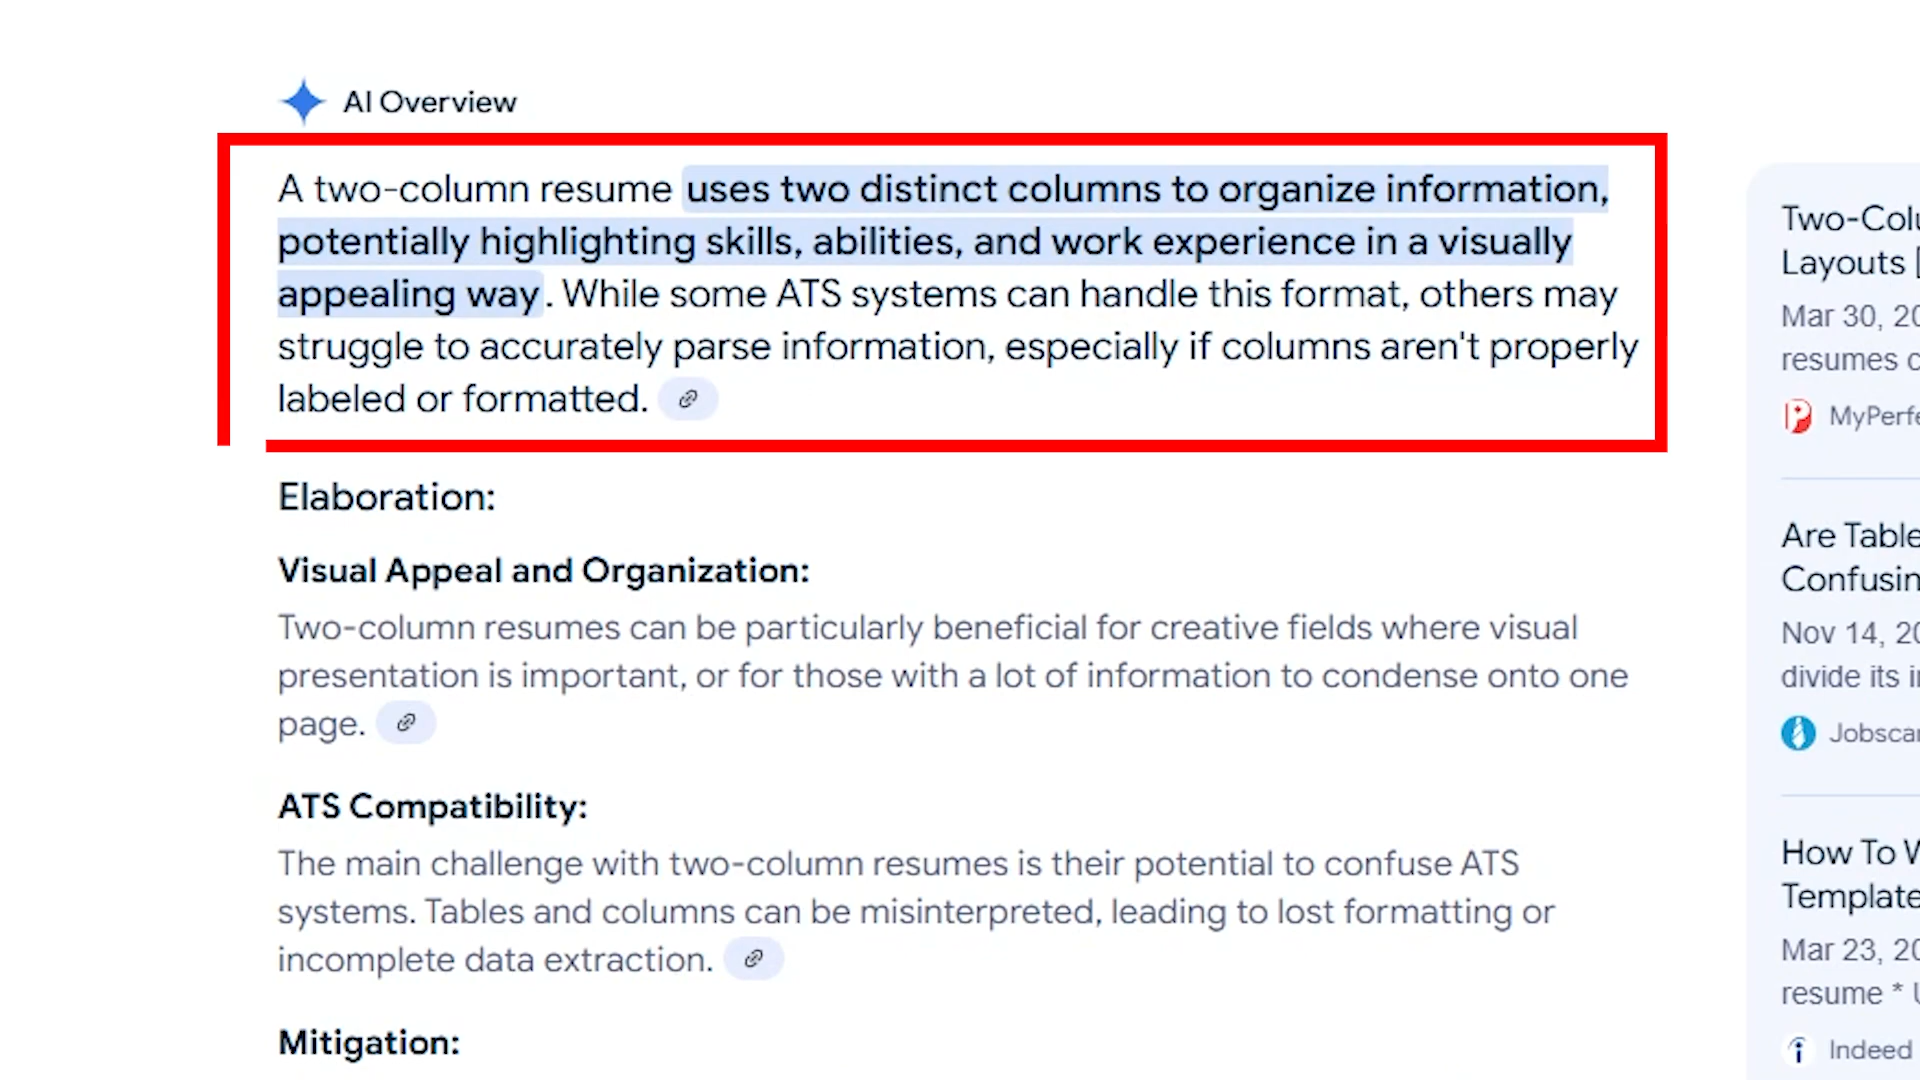 AI Overview
A two-column resume uses two distinct columns to organize information,
potentially highlighting skills, abilities, and work experience in a visually
appealing way. While some ATS systems can handle this format, others may
struggle to accurately parse information, especially if columns aren't properly
labeled or formatted.
Elaboration:
Visual Appeal and Organization:
Two-column resumes can be particularly beneficial for creative fields where visual
presentation is important, or for those with a lot of information to condense onto one
page.
ATS Compatibility:
The main challenge with two-column resumes is their potential to confuse ATS
systems. Tables and columns can be misinterpreted, leading to lost formatting or
incomplete data extraction.
Mitigation:
Two-Colu
Layouts [
Mar 30, 20
resumes
MyPerfe
Are Table
Confusin
Nov 14, 20
divide its i
Jobscan
How To W
Template
Mar 23, 20
resume *
Indeed